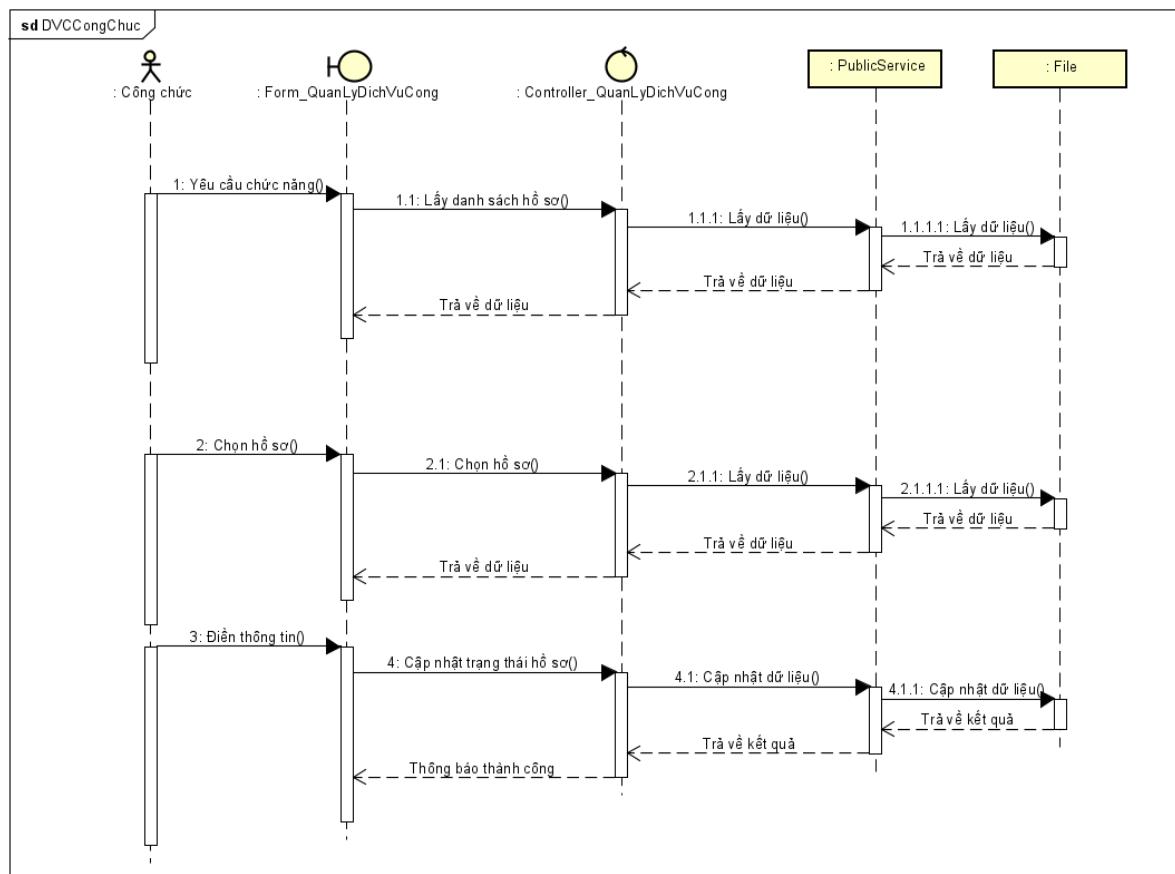 sd DVCCongChuc
: Công chức
: Form_QuanLyDichVuCong
: Controller_QuanLyDichVuCong
: PublicService
: File
1: Yêu cầu chức năng()
1.1: Lấy danh sách hồ sơ()
1.1.1: Lấy dữ liệu()
1.1.1.1: Lấy dữ liệu()
Trả về dữ liệu
Trả về dữ liệu
Trả về dữ liệu
2: Chọn hồ sơ()
2.1: Chọn hồ sơ()
2.1.1: Lấy dữ liệu()
2.1.1.1: Lấy dữ liệu()
Trả về dữ liệu
Trả về dữ liệu
Trả về dữ liệu
3: Điền thông tin()
4: Cập nhật trạng thái hồ sơ()
4.1: Cập nhật dữ liệu()
4.1.1: Cập nhật dữ liệu()
Trả về kết quả
Trả về kết quả
Thông báo thành công